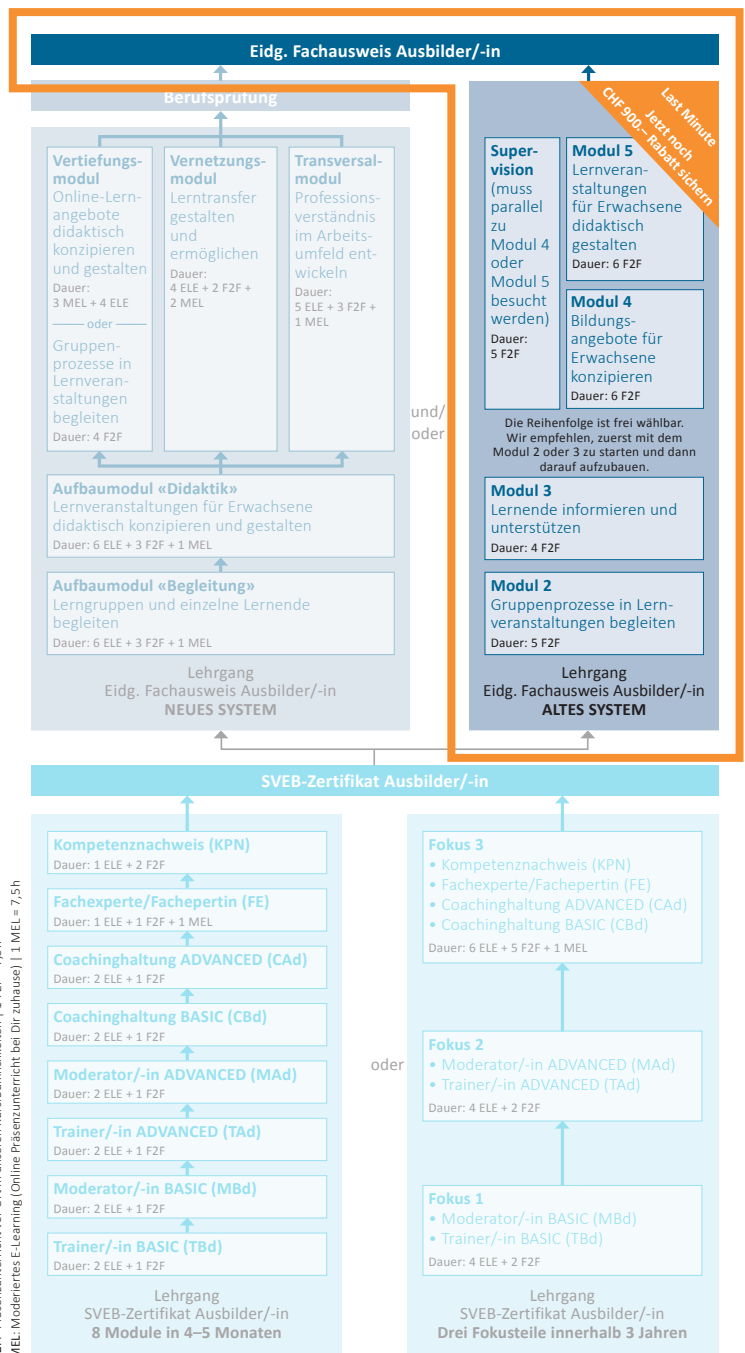 Eidg. Fachausweis Ausbilder/-in
Berufsprüfung
Vertiefungs-
modul
Online-Lern-
angebote
didaktisch
konzipieren
und gestalten
Dauer:
3 MEL + 4 ELE
oder
Gruppen-
prozesse in
Lernveran-
staltungen
begleiten
Dauer: 4 F2F
Vernetzungs-
modul
Lerntransfer
gestalten
und
ermöglichen
Dauer:
4 ELE + 2 F2F +
2 MEL
Transversal-
modul
Professions-
verständnis
im Arbeits-
umfeld ent-
wickeln
Dauer:
5 ELE + 3 F2F +
1 MEL
Aufbaumodul «Didaktik»
Lernveranstaltungen für Erwachsene
didaktisch konzipieren und gestalten
Dauer: 6 ELE + 3 F2F + 1 MEL
Aufbaumodul «Begleitung»
Lerngruppen und einzelne Lernende
begleiten
Dauer: 6 ELE + 3 F2F + 1 MEL
Lehrgang
Eidg. Fachausweis Ausbilder/-in
NEUES SYSTEM
und/
oder
Last Minute
Jetzt noch
CHF 900.– Rabatt sichern
Super-
vision
(muss
parallel
zu
Modul 4
oder
Modul 5
besucht
werden)
Dauer:
5 F2F
Modul 5
Lernveran-
staltungen
für Erwachsene
didaktisch
gestalten
Dauer: 6 F2F
Modul 4
Bildungs-
angebote für
Erwachsene
konzipieren
Dauer: 6 F2F
Die Reihenfolge ist frei wählbar.
Wir empfehlen, zuerst mit dem
Modul 2 oder 3 zu starten und dann
darauf aufzubauen.
Modul 3
Lernende informieren und
unterstützen
Dauer: 4 F2F
Modul 2
Gruppenprozesse in Lern-
veranstaltungen begleiten
Dauer: 5 F2F
Lehrgang
Eidg. Fachausweis Ausbilder/-in
ALTES SYSTEM
SVEB-Zertifikat Ausbilder/-in
Kompetenznachweis (KPN)
Dauer: 1 ELE + 2 F2F
Fachexperte/Fachepertin (FE)
Dauer: 1 ELE + 1 F2F + 1 MEL
Coachinghaltung ADVANCED (CAd)
Dauer: 2 ELE + 1 F2F
Coachinghaltung BASIC (CBd)
Dauer: 2 ELE + 1 F2F
Moderator/-in ADVANCED (MAd)
Dauer: 2 ELE + 1 F2F
Trainer/-in ADVANCED (TAd)
Dauer: 2 ELE + 1 F2F
Moderator/-in BASIC (MBd)
Dauer: 2 ELE + 1 F2F
Trainer/-in BASIC (TBd)
Dauer: 2 ELE + 1 F2F
Lehrgang
SVEB-Zertifikat Ausbilder/-in
8 Module in 4–5 Monaten
oder
Fokus 3
• Kompetenznachweis (KPN)
• Fachexperte/Fachepertin (FE)
• Coachinghaltung ADVANCED (CAd)
• Coachinghaltung BASIC (CBd)
Dauer: 6 ELE + 5 F2F + 1 MEL
Fokus 2
• Moderator/-in ADVANCED (MAd)
• Trainer/-in ADVANCED (TAd)
Dauer: 4 ELE + 2 F2F
Fokus 1
• Moderator/-in BASIC (MBd)
• Trainer/-in BASIC (TBd)
Dauer: 4 ELE + 2 F2F
Lehrgang
SVEB-Zertifikat Ausbilder/-in
Drei Fokusteile innerhalb 3 Jahren
MEL: Moderiertes E-Learning (Online Präsenzunterricht bei Dir zuhause) | 1 MEL = 7,5h